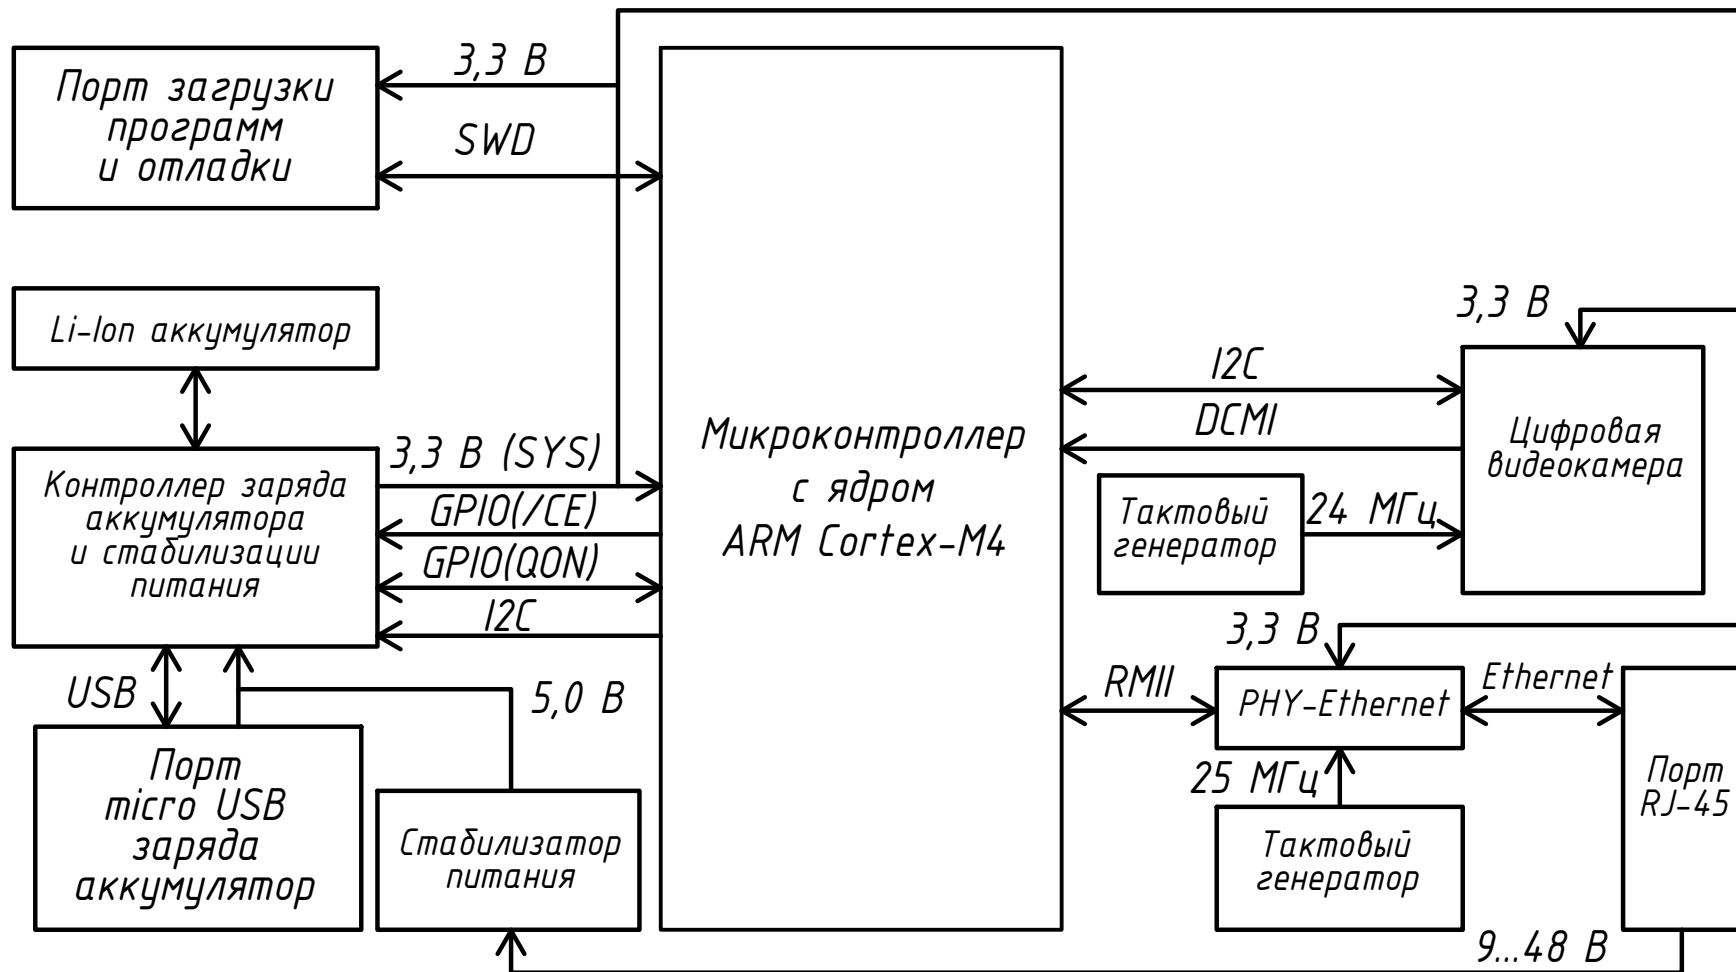 3,3 В
Порт загрузки
программ
и отладки
SWD
Li-Ion аккумулятор
3,3 В (SYS)
Контроллер заряда
аккумулятора
и стабилизации
питания
GPIO(/CE)
GPIO(QON)
I2C
USB
5,0 В
Порт
micro USB
заряда
аккумулятор
Стабилизатор
питания
Микроконтроллер
с ядром
ARM Cortex-M4
3,3 В
I2C
DCMI
Цифровая
видеокамера
Тактовый
генератор
24 МГц
3,3 В
RMII
PHY-Ethernet
Ethernet
25 МГц
Порт
RJ-45
Тактовый
генератор
9...48 В